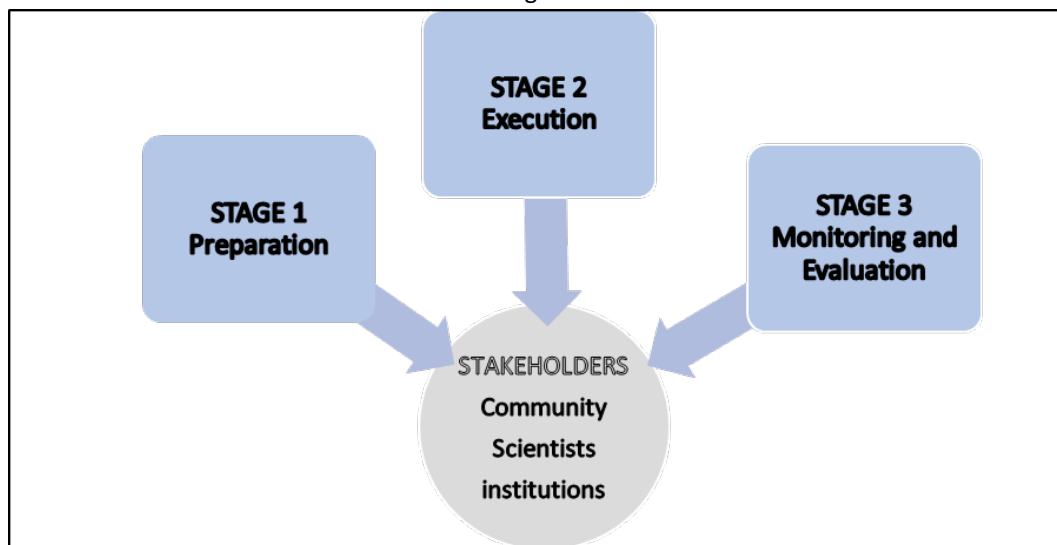 STAGE 1
Preparation
STAGE 2
Execution
STAGE 3
Monitoring and
Evaluation
STAKEHOLDERS
Community
Scientists
institutions